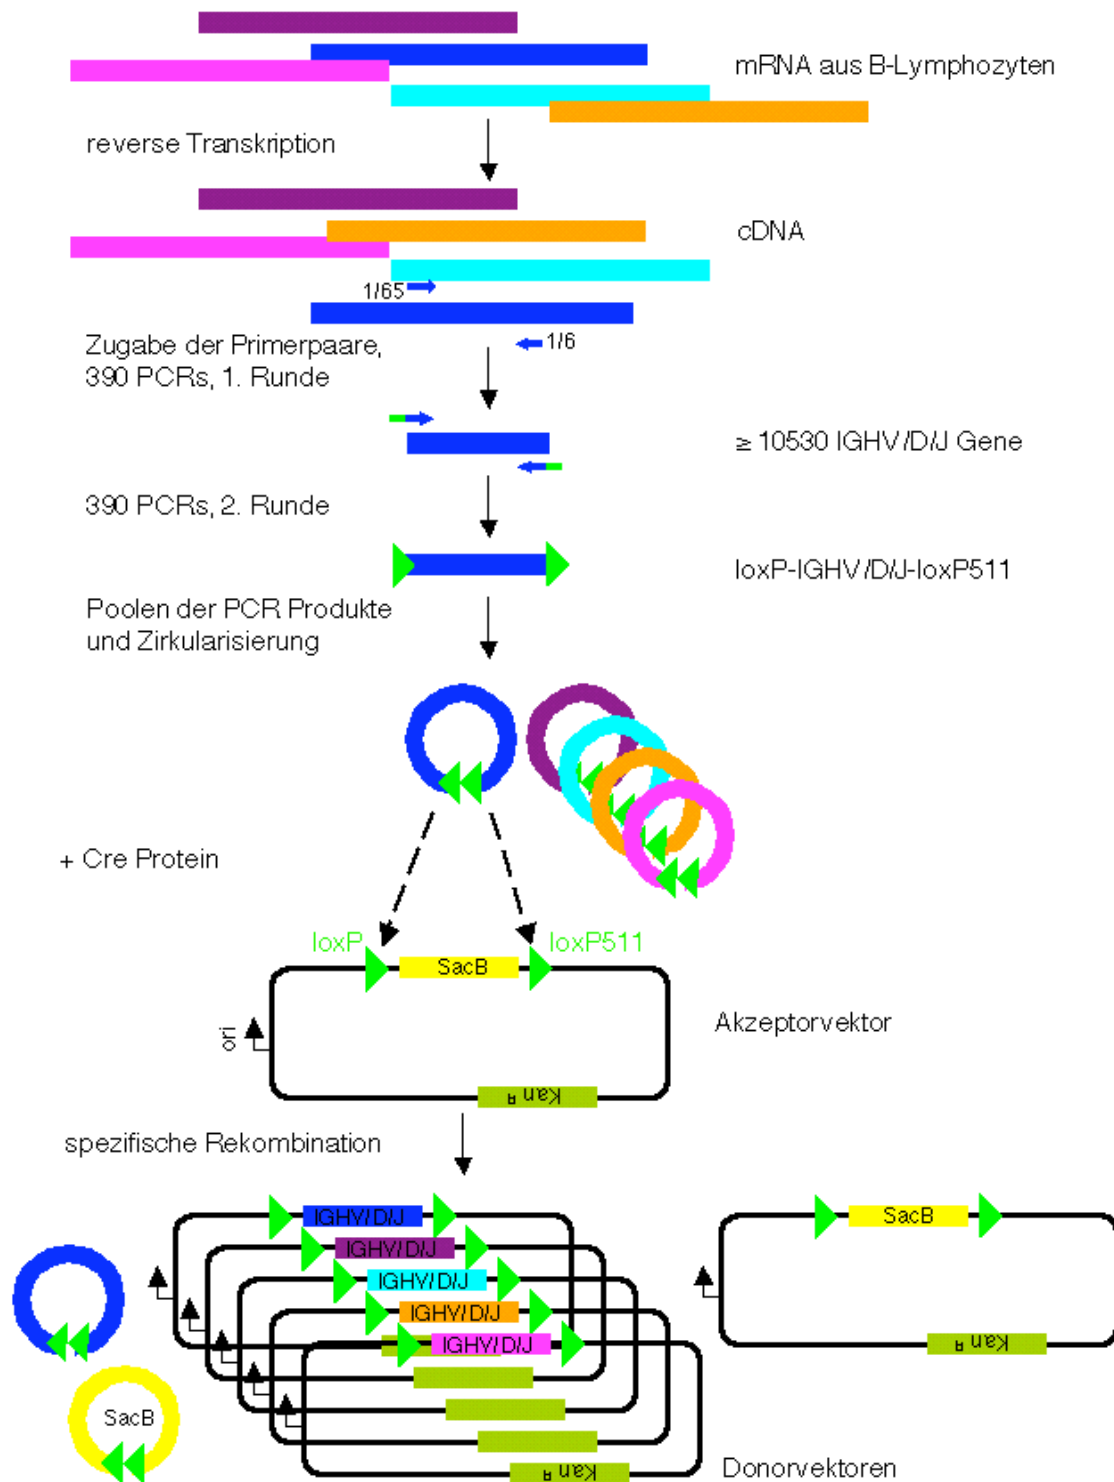 mRNA aus B-Lymphozyten
reverse Transkription
cDNA
1/65
1/6
Zugabe der Primerpaare,
390 PCRs, 1. Runde
≥ 10530 IGHV/D/J Gene
390 PCRs, 2. Runde
loxP-IGHV/D/J-loxP511
Poolen der PCR Produkte
und Zirkularisierung
+ Cre Protein
loxP
loxP511
SacB
ori
Akzeptorvektor
Kan R
spezifische Rekombination
IGHV/D/J
IGHV/D/J
IGHV/D/J
IGHV/D/J
IGHV/D/J
SacB
Kan R
SacB
Kan R
Donorvektoren